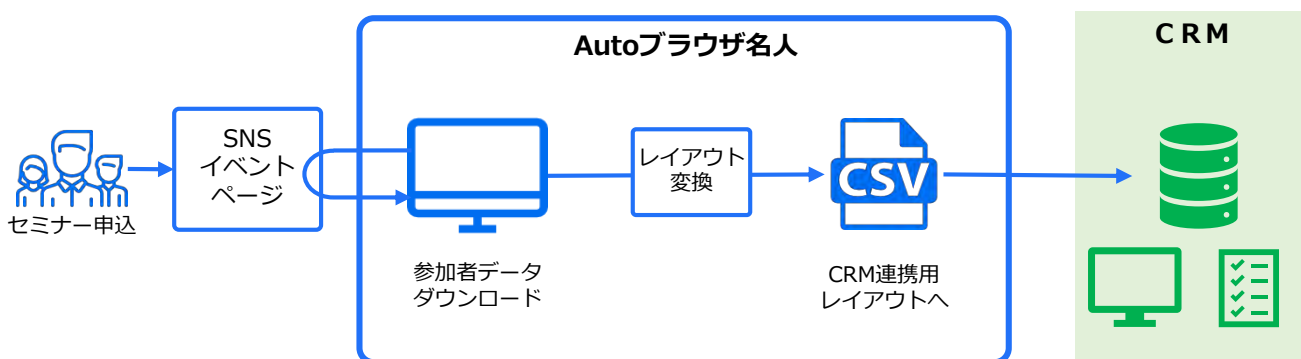 Autoブラウザ名人
CRM
SNS
イベント
ページ
セミナー申込
レイアウト
変換
CSV
参加者データ
ダウンロード
CRM連携用
レイアウトへ